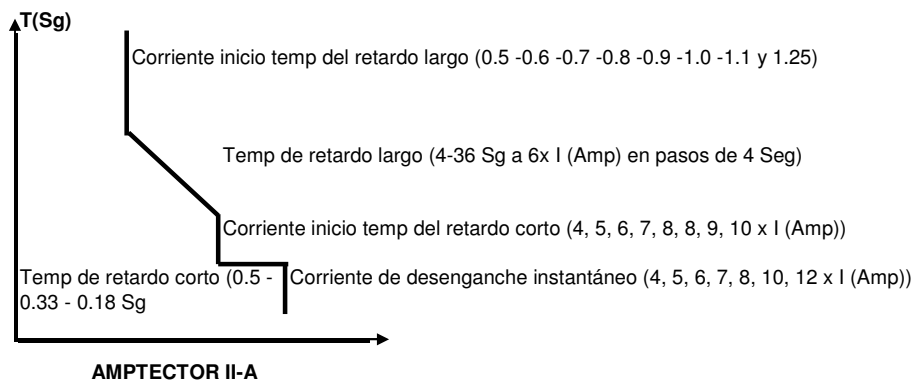 T(Sg)
Corriente inicio temp del retardo largo (0.5 -0.6 -0.7 -0.8 -0.9 -1.0 -1.1 y 1.25)
Temp de retardo largo (4-36 Sg a 6x I (Amp) en pasos de 4 Seg)
Corriente inicio temp del retardo corto (4, 5, 6, 7, 8, 8, 9, 10 x I (Amp))
Temp de retardo corto (0.5 -
0.33 - 0.18 Sg
Corriente de desenganche instantáneo (4, 5, 6, 7, 8, 10, 12 x I (Amp))
AMPTECTOR II-A